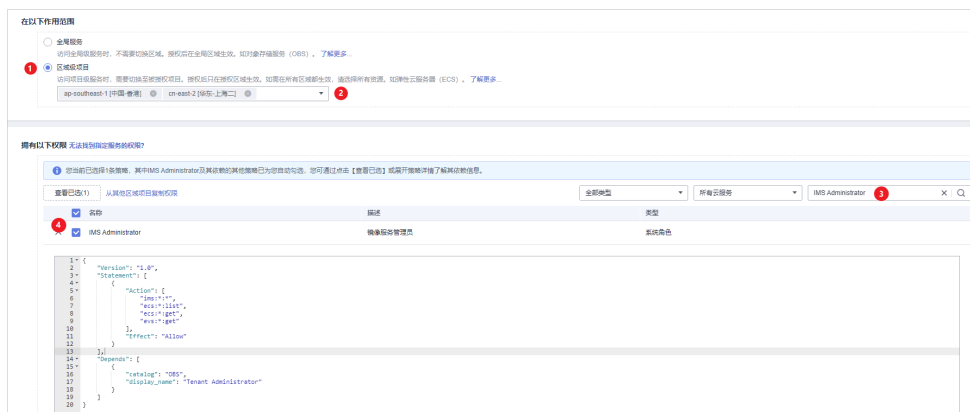 在以下作用范围
全局服务
访问全局级服务时，不需要切换区域。授权后在全局区域生效。如对象存储服务（OBS）。 了解更多...
1 区域级项目
访问项目级服务时，需要切换至被授权项目。授权后只在授权区域生效。如需在所有区域都生效，请选择所有资源。如弹性云服务器（ECS）。 了解更多...
ap-southeast-1 [中国-香港] cn-east-2 [华东-上海二] 2
拥有以下权限 无法找到指定服务的权限?
您当前已选择1条策略，其中IMS Administrator及其依赖的其他策略已为您自动勾选，您可通过点击【查看已选】或展开策略详情了解其依赖信息。
查看已选(1) 从其他区域项目复制权限 全部类型 所有云服务 IMS Administrator 3
名称 描述 类型
4 IMS Administrator 镜像服务管理员 系统角色
1 {
2 "Version": "1.0",
3 "Statement": [
4 {
5 "Action": [
6 "ims:*:*",
7 "ecs:*:list",
8 "ecs:*:get",
9 "evs:*:get"
10 ],
11 "Effect": "Allow"
12 }
13 ],
14 "Depends": [
15 {
16 "catalog": "OBS",
17 "display_name": "Tenant Administrator"
18 }
19 ]
20 }